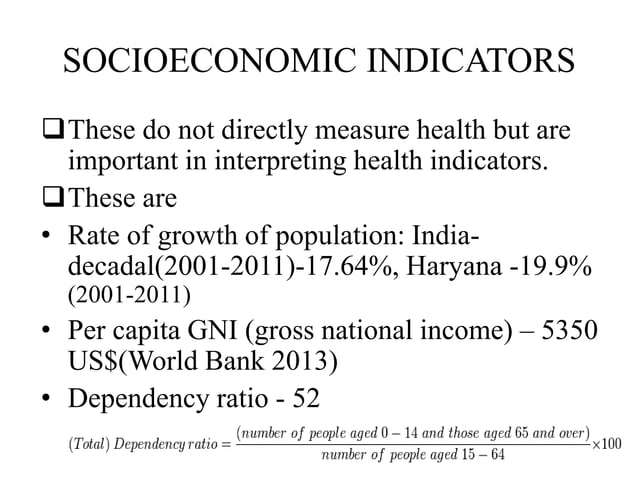 SOCIOECONOMIC INDICATORS
❑These do not directly measure health but are
important in interpreting health indicators.
❑These are
• Rate of growth of population: India-
decadal(2001-2011)-17.64%, Haryana -19.9%
(2001-2011)
• Per capita GNI (gross national income) – 5350
US$(World Bank 2013)
• Dependency ratio - 52
(Total) Dependency ratio = (number of people aged 0 – 14 and those aged 65 and over)
number of people aged 15 – 64 ×100